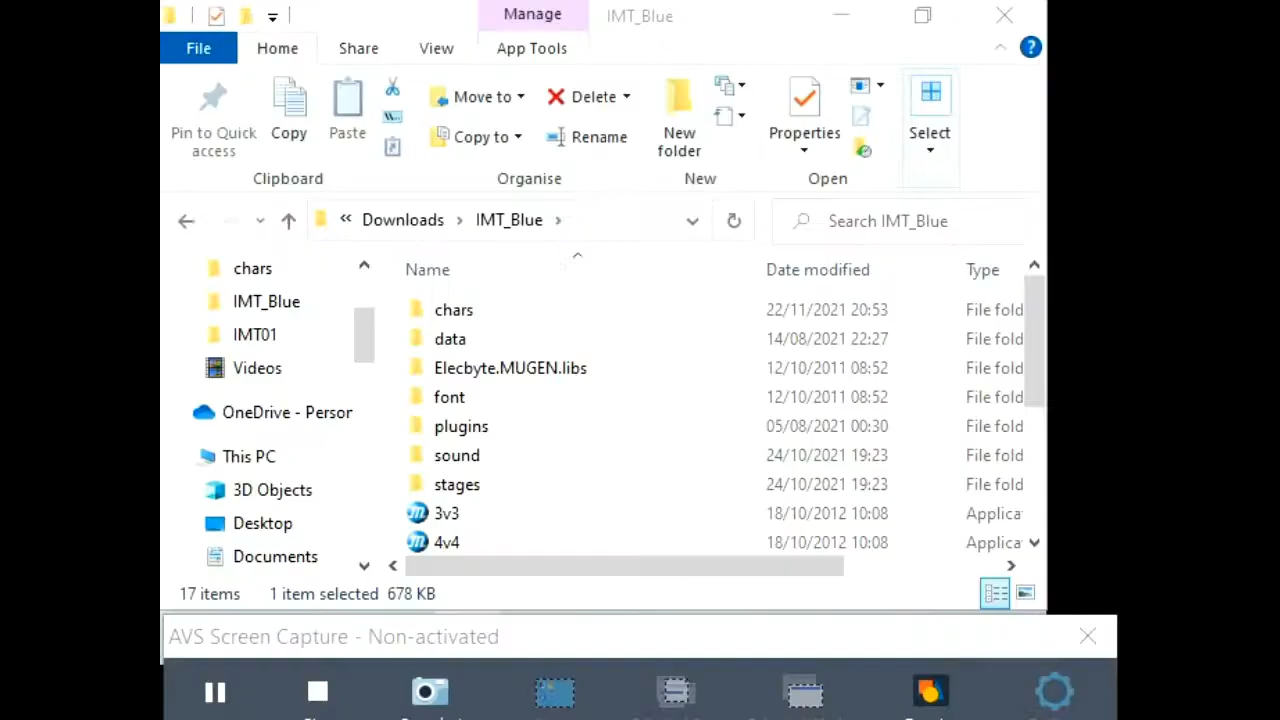 Manage
IMT_Blue
File
Home
Share
View
App Tools
Pin to Quick access
Copy
Paste
Move to
Copy to
Delete
Rename
New folder
Properties
Select
Clipboard
Organise
New
Open
« Downloads > IMT_Blue >
Search IMT_Blue
chars
IMT_Blue
IMT01
Videos
OneDrive - Person
This PC
3D Objects
Desktop
Documents
Name Date modified Type
chars 22/11/2021 20:53 File fold
data 14/08/2021 22:27 File fold
Elecbyte.MUGEN.libs 12/10/2011 08:52 File fold
font 12/10/2011 08:52 File fold
plugins 05/08/2021 00:30 File fold
sound 24/10/2021 19:23 File fold
stages 24/10/2021 19:23 File fold
3v3 18/10/2012 10:08 Applica
4v4 18/10/2012 10:08 Applica
17 items 1 item selected 678 KB
AVS Screen Capture - Non-activated